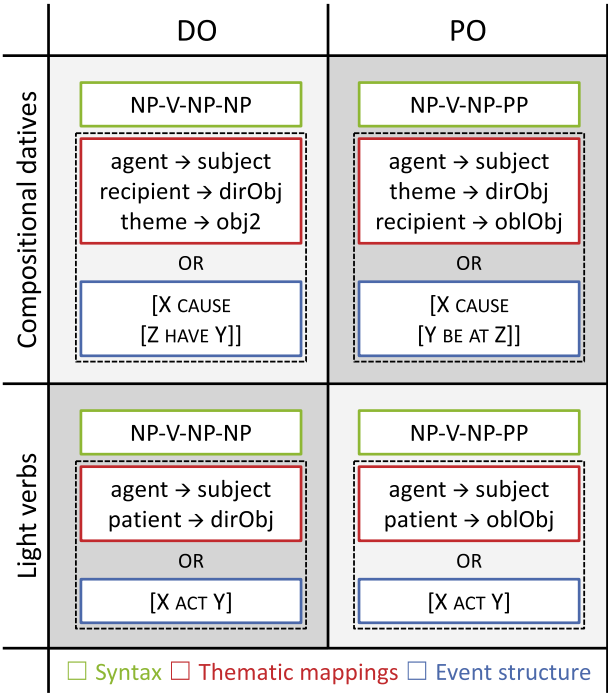 DO
PO
Compositional datives
NP-V-NP-NP
agent → subject
recipient → dirObj
theme → obj2
OR
[X CAUSE
[Z HAVE Y]]
NP-V-NP-PP
agent → subject
theme → dirObj
recipient → oblObj
OR
[X CAUSE
[Y BE AT Z]]
Light verbs
NP-V-NP-NP
agent → subject
patient → dirObj
OR
[X ACT Y]
NP-V-NP-PP
agent → subject
patient → oblObj
OR
[X ACT Y]
Syntax
Thematic mappings
Event structure